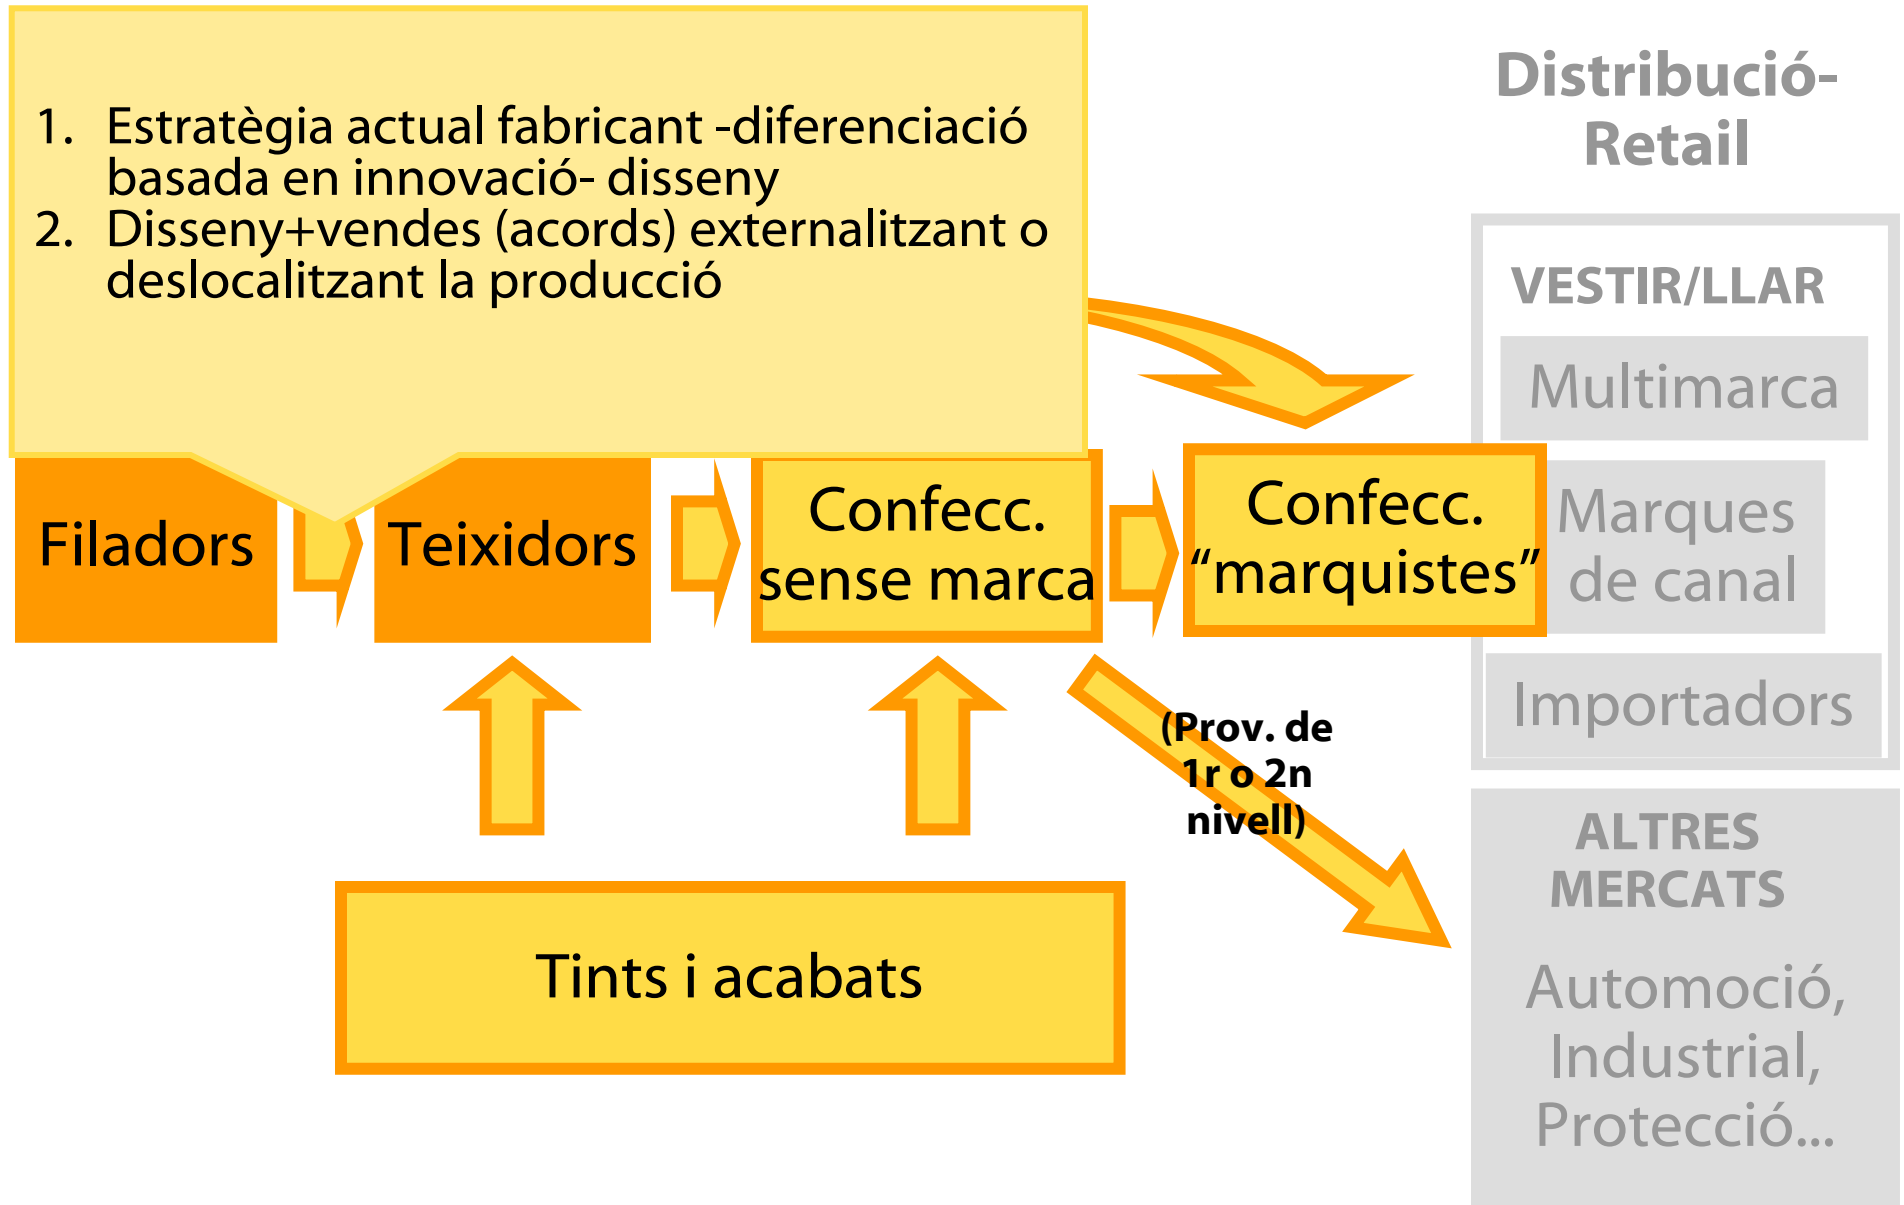 1. Estratègia actual fabricant -diferenciació
basada en innovació- disseny
2. Disseny+vendes (acords) externalitzant o
deslocalitzant la producció
Distribució-
Retail
VESTIR/LLAR
Multimarca
Marques
de canal
Importadors
Filadors
Teixidors
Confecc.
sense marca
Confecc.
“marquistes”
(Prov. de
1r o 2n
nivell)
Tints i acabats
ALTRES
MERCATS
Automoció,
Industrial,
Protecció...